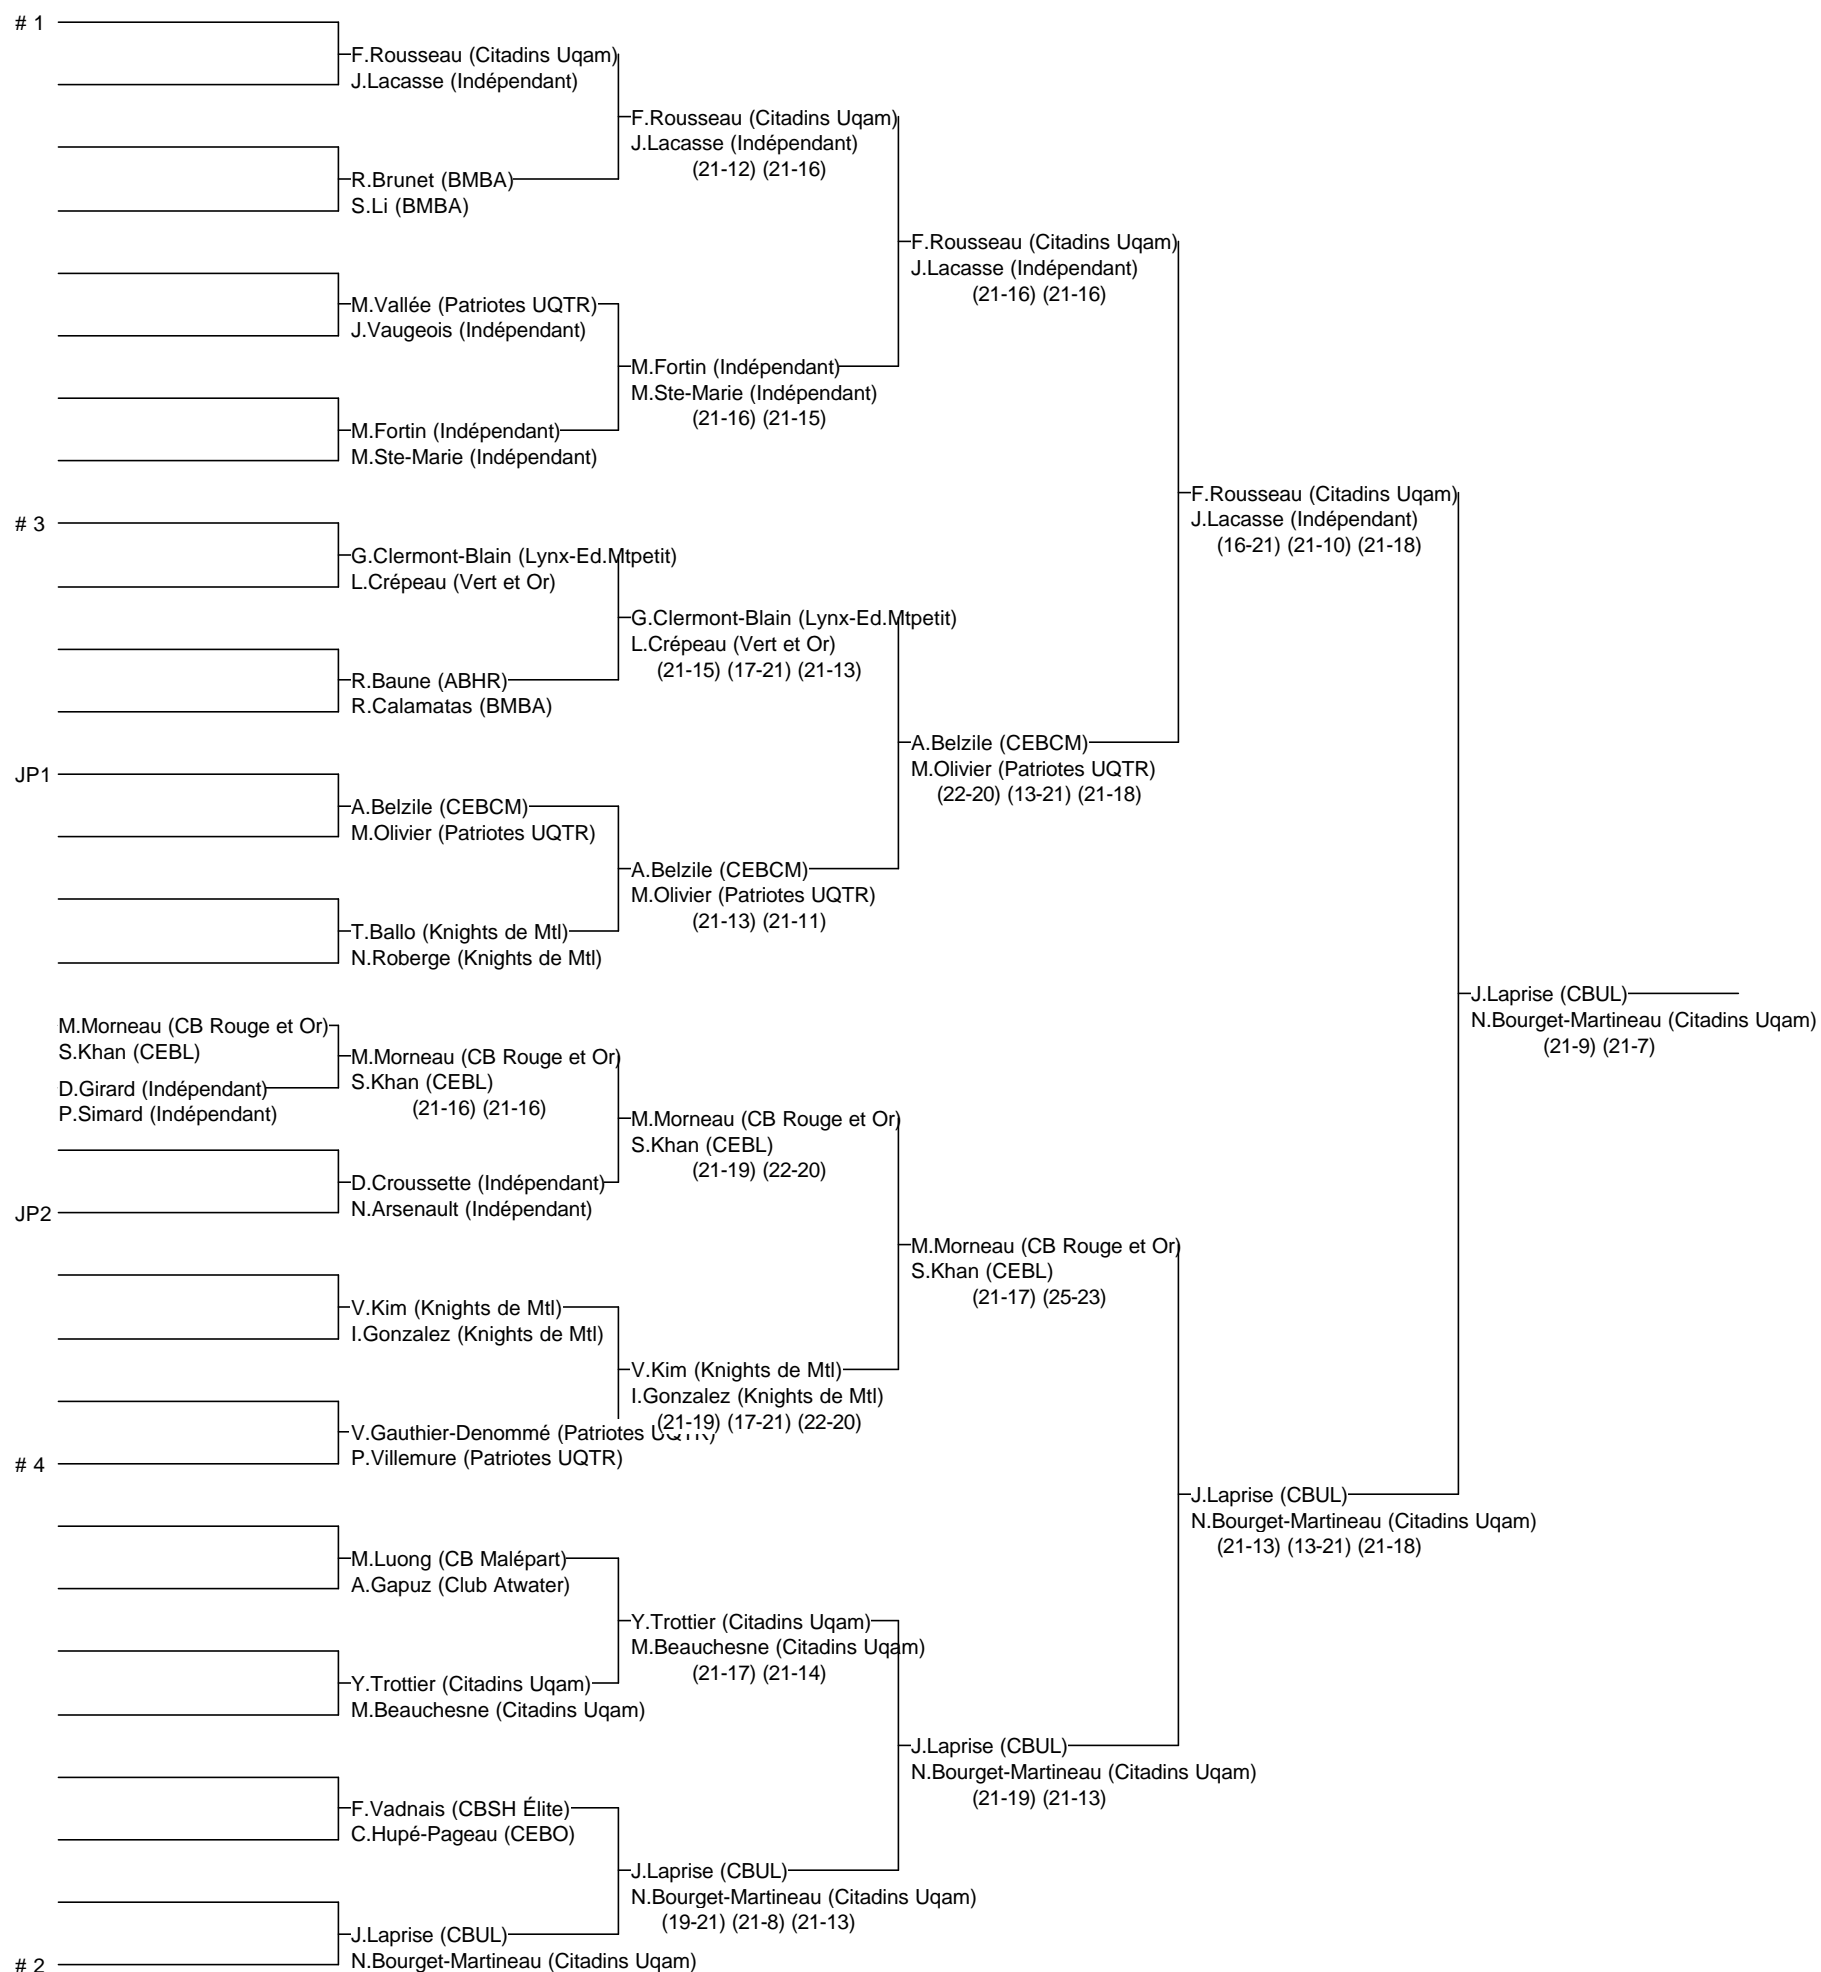 # 1
F.Rousseau (Citadins Uqam)
J.Lacasse (Indépendant)
R.Brunet (BMBA)
S.Li (BMBA)
M.Vallée (Patriotes UQTR)
J.Vaugeois (Indépendant)
M.Fortin (Indépendant)
M.Ste-Marie (Indépendant)
# 3
G.Clermont-Blain (Lynx-Ed.Mtpetit)
L.Crépeau (Vert et Or)
R.Baune (ABHR)
R.Calamatas (BMBA)
JP1
A.Belzile (CEBCM)
M.Olivier (Patriotes UQTR)
T.Ballo (Knights de Mtl)
N.Roberge (Knights de Mtl)
M.Morneau (CB Rouge et Or)
S.Khan (CEBL)
D.Girard (Indépendant)
P.Simard (Indépendant)
M.Morneau (CB Rouge et Or)
S.Khan (CEBL)
(21-16) (21-16)
D.Croussette (Indépendant)
N.Arsenault (Indépendant)
JP2
V.Kim (Knights de Mtl)
I.Gonzalez (Knights de Mtl)
V.Gauthier-Denommé (Patriotes UQTR)
P.Villemure (Patriotes UQTR)
# 4
M.Luong (CB Malépart)
A.Gapuz (Club Atwater)
Y.Trottier (Citadins Uqam)
M.Beauchesne (Citadins Uqam)
F.Vadnais (CBSH Élite)
C.Hupé-Pageau (CEBO)
J.Laprise (CBUL)
N.Bourget-Martineau (Citadins Uqam)
# 2
F.Rousseau (Citadins Uqam)
J.Lacasse (Indépendant)
(21-12) (21-16)
M.Fortin (Indépendant)
M.Ste-Marie (Indépendant)
(21-16) (21-15)
G.Clermont-Blain (Lynx-Ed.Mtpetit)
L.Crépeau (Vert et Or)
(21-15) (17-21) (21-13)
A.Belzile (CEBCM)
M.Olivier (Patriotes UQTR)
(21-13) (21-11)
M.Morneau (CB Rouge et Or)
S.Khan (CEBL)
(21-19) (22-20)
V.Kim (Knights de Mtl)
I.Gonzalez (Knights de Mtl)
(21-19) (17-21) (22-20)
Y.Trottier (Citadins Uqam)
M.Beauchesne (Citadins Uqam)
(21-17) (21-14)
J.Laprise (CBUL)
N.Bourget-Martineau (Citadins Uqam)
(19-21) (21-8) (21-13)
F.Rousseau (Citadins Uqam)
J.Lacasse (Indépendant)
(21-16) (21-16)
A.Belzile (CEBCM)
M.Olivier (Patriotes UQTR)
(22-20) (13-21) (21-18)
M.Morneau (CB Rouge et Or)
S.Khan (CEBL)
(21-17) (25-23)
J.Laprise (CBUL)
N.Bourget-Martineau (Citadins Uqam)
(21-19) (21-13)
F.Rousseau (Citadins Uqam)
J.Lacasse (Indépendant)
(16-21) (21-10) (21-18)
J.Laprise (CBUL)
N.Bourget-Martineau (Citadins Uqam)
(21-13) (13-21) (21-18)
J.Laprise (CBUL)
N.Bourget-Martineau (Citadins Uqam)
(21-9) (21-7)